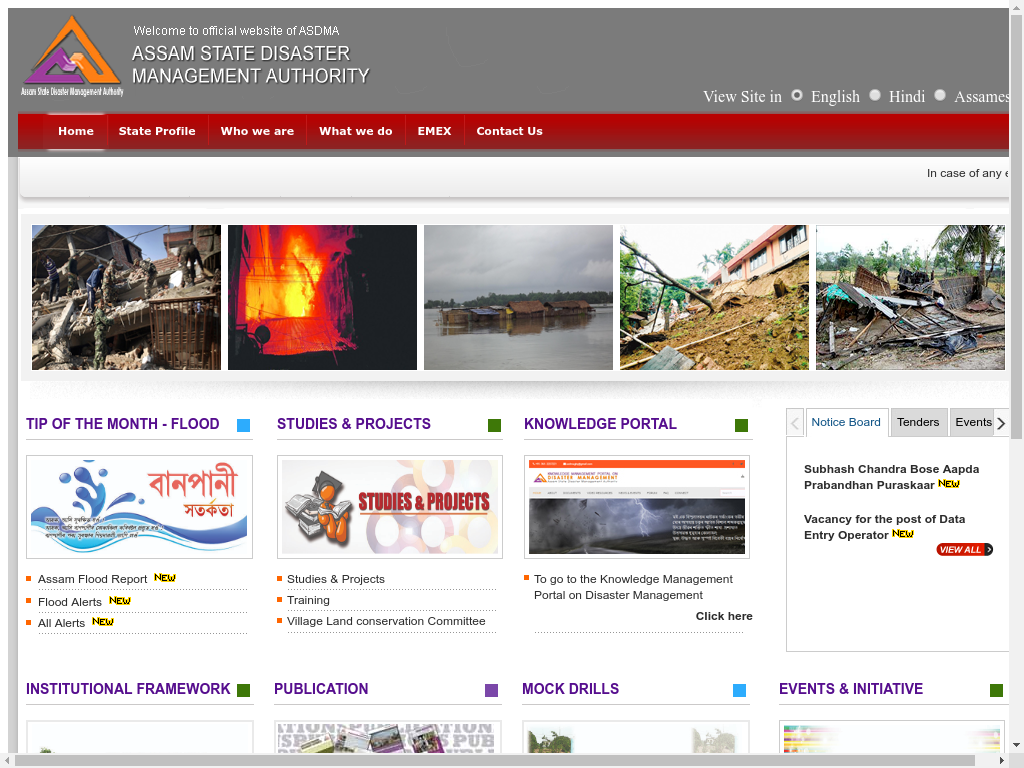 Welcome to official website of ASDMA
ASSAM STATE DISASTER
MANAGEMENT AUTHORITY
Assam State Disaster Management Authority
View Site in English Hindi Assames
Home State Profile Who we are What we do EMEX Contact Us
In case of any e
TIP OF THE MONTH - FLOOD
বানপানী
সতৰ্কতা
Assam Flood Report NEW
Flood Alerts NEW
All Alerts NEW
STUDIES & PROJECTS
STUDIES & PROJECTS
Studies & Projects
Training
Village Land conservation Committee
KNOWLEDGE PORTAL
DISASTER MANAGEMENT
To go to the Knowledge Management
Portal on Disaster Management
Click here
Notice Board Tenders Events
Subhash Chandra Bose Aapda
Prabandhan Puraskaar NEW
Vacancy for the post of Data
Entry Operator NEW
VIEW ALL
INSTITUTIONAL FRAMEWORK
PUBLICATION
MOCK DRILLS
EVENTS & INITIATIVE